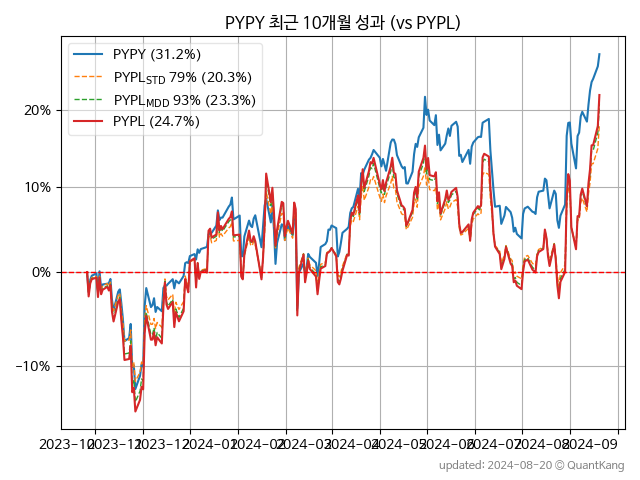 PYPY 최근 10개월 성과 (vs PYPL)
PYPY (31.2%)
PYPLSTD 79% (20.3%)
PYPLMDD 93% (23.3%)
PYPL (24.7%)
20%
10%
0%
−10%
2023-10 2023-11 2023-12 2024-01 2024-02 2024-03 2024-04 2024-05 2024-06 2024-07 2024-08 2024-09
updated: 2024-08-20 © QuantKang